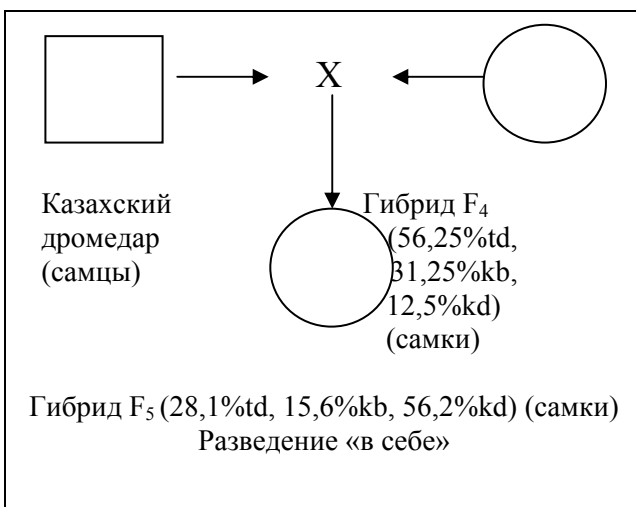 X
Казахский
дромедар
(самцы)
Гибрид F₄
(56,25%td,
31,25%kb,
12,5%kd)
(самки)
Гибрид F₅ (28,1%td, 15,6%kb, 56,2%kd) (самки)
Разведение «в себе»